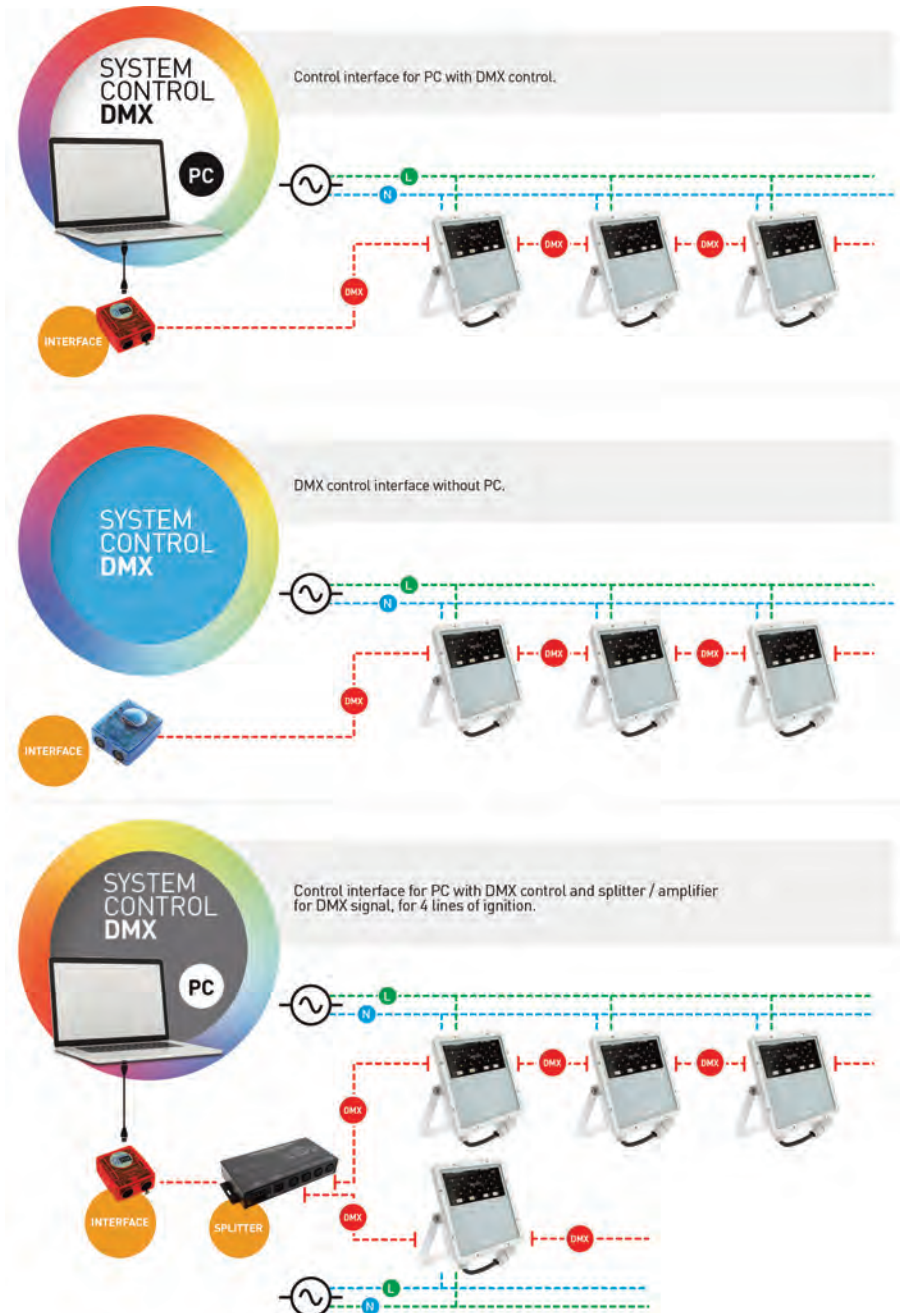 SYSTEM
CONTROL
DMX
PC
Control interface for PC with DMX control.
L
N
DMX
DMX
DMX
INTERFACE
SYSTEM
CONTROL
DMX
DMX control interface without PC.
L
N
DMX
DMX
DMX
INTERFACE
SYSTEM
CONTROL
DMX
PC
Control interface for PC with DMX control and splitter / amplifier
for DMX signal, for 4 lines of ignition.
L
N
DMX
DMX
DMX
INTERFACE
SPLITTER
DMX
DMX
L
N